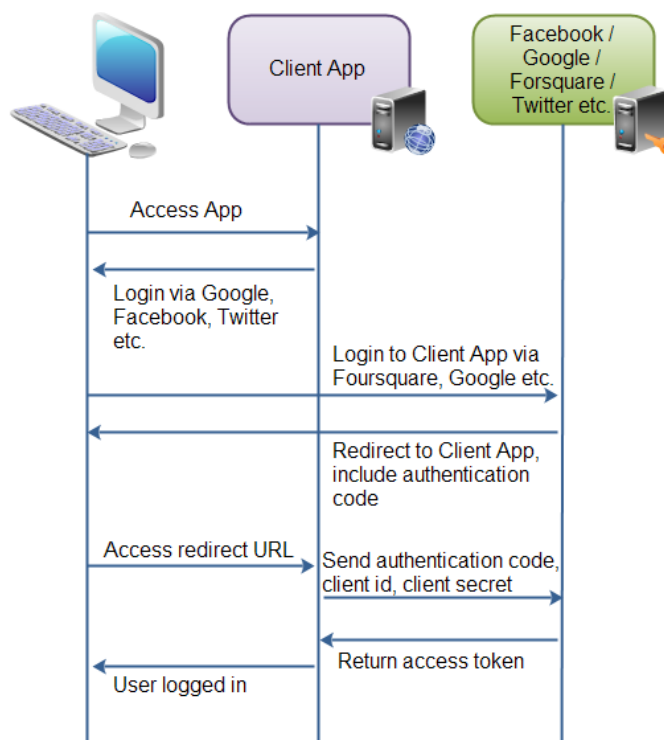 Client App
Facebook /
Google /
Forsquare /
Twitter etc.
Access App
Login via Google,
Facebook, Twitter
etc.
Login to Client App via
Foursquare, Google etc.
Redirect to Client App,
include authentication
code
Access redirect URL
Send authentication code,
client id, client secret
Return access token
User logged in